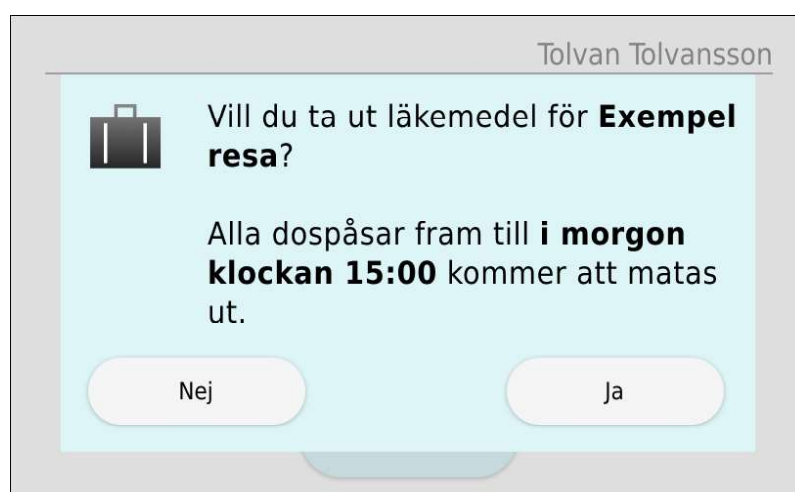 Tolvan Tolvansson
Vill du ta ut läkemedel för Exempel
resa?
Alla dospåsar fram till i morgon
klockan 15:00 kommer att matas
ut.
Nej
Ja